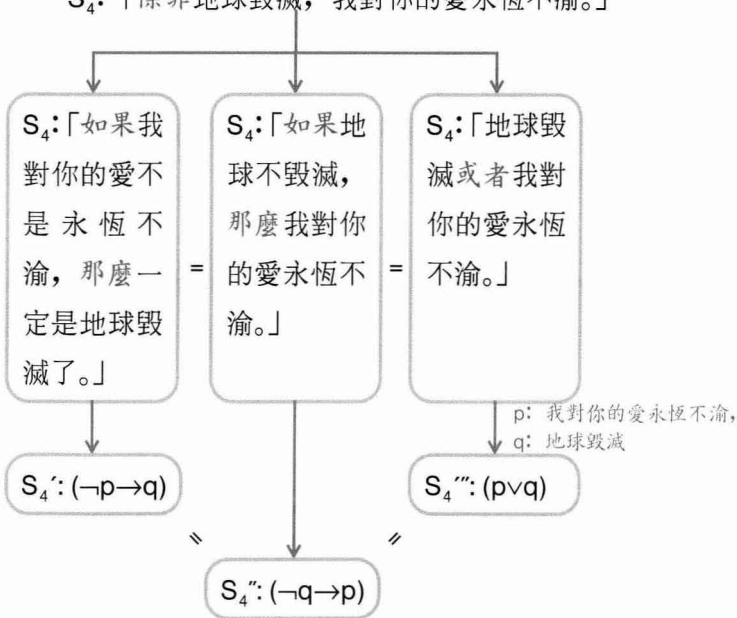 S₄:「除非地球毀滅，我對你的愛永恆不渝。」
S₄:「如果我
對你的愛不
是永恆不
渝，那麼一
定是地球毀
滅了。」
=
S₄:「如果地
球不毀滅，
那麼我對你
的愛永恆不
渝。」
=
S₄:「地球毀
滅或者我對
你的愛永恆
不渝。」
p: 我對你的愛永恆不渝，
q: 地球毀滅
S₄′: (¬p→q)
S₄‴: (p∨q)
=
=
S₄″: (¬q→p)